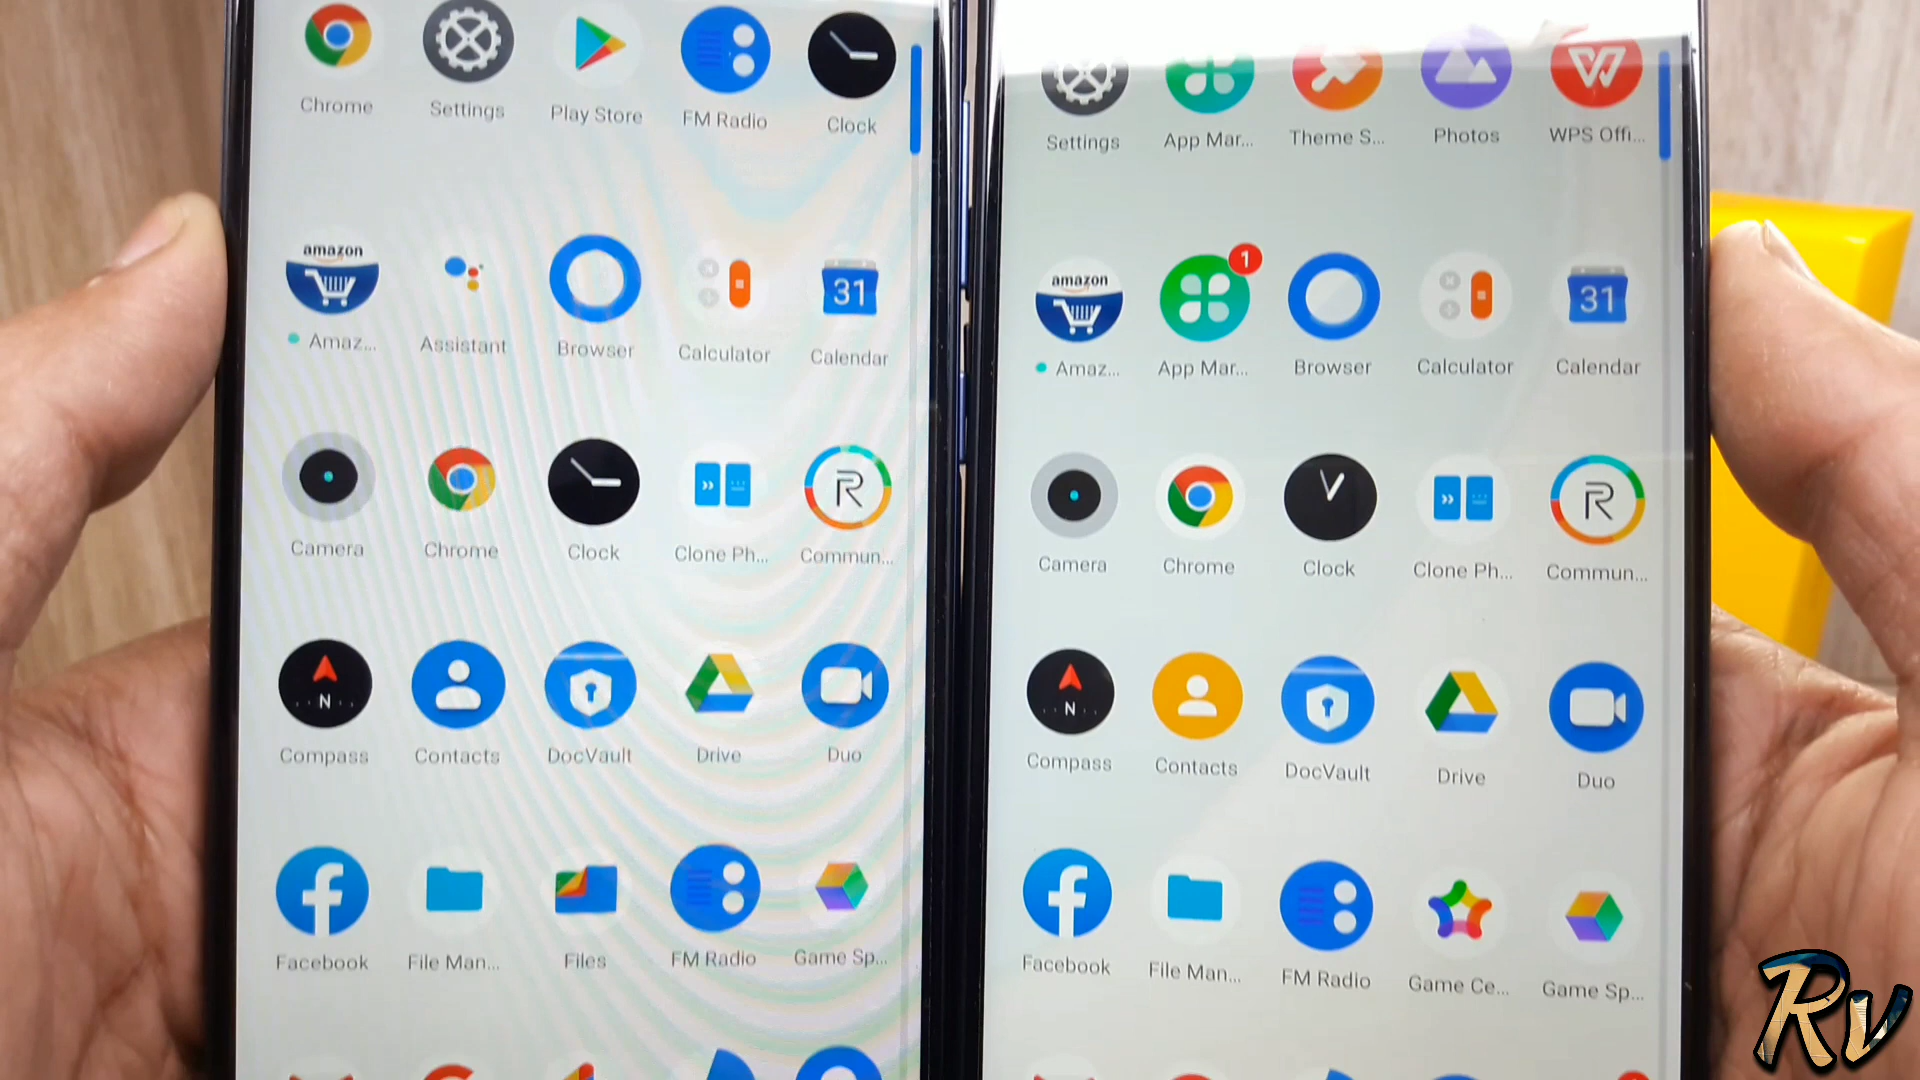 Chrome Settings Play Store FM Radio Clock
amazon
31
Amaz... Assistant Browser Calculator Calendar
R
Camera Chrome Clock Clone Ph... Commun...
N
Compass Contacts DocVault Drive Duo
Facebook File Man... Files FM Radio Game Sp...
Settings App Mar... Theme S... Photos WPS Offi...
1
amazon
31
Amaz... App Mar... Browser Calculator Calendar
R
Camera Chrome Clock Clone Ph... Commun...
N
Compass Contacts DocVault Drive Duo
Facebook File Man... FM Radio Game Ce... Game Sp...
Rv